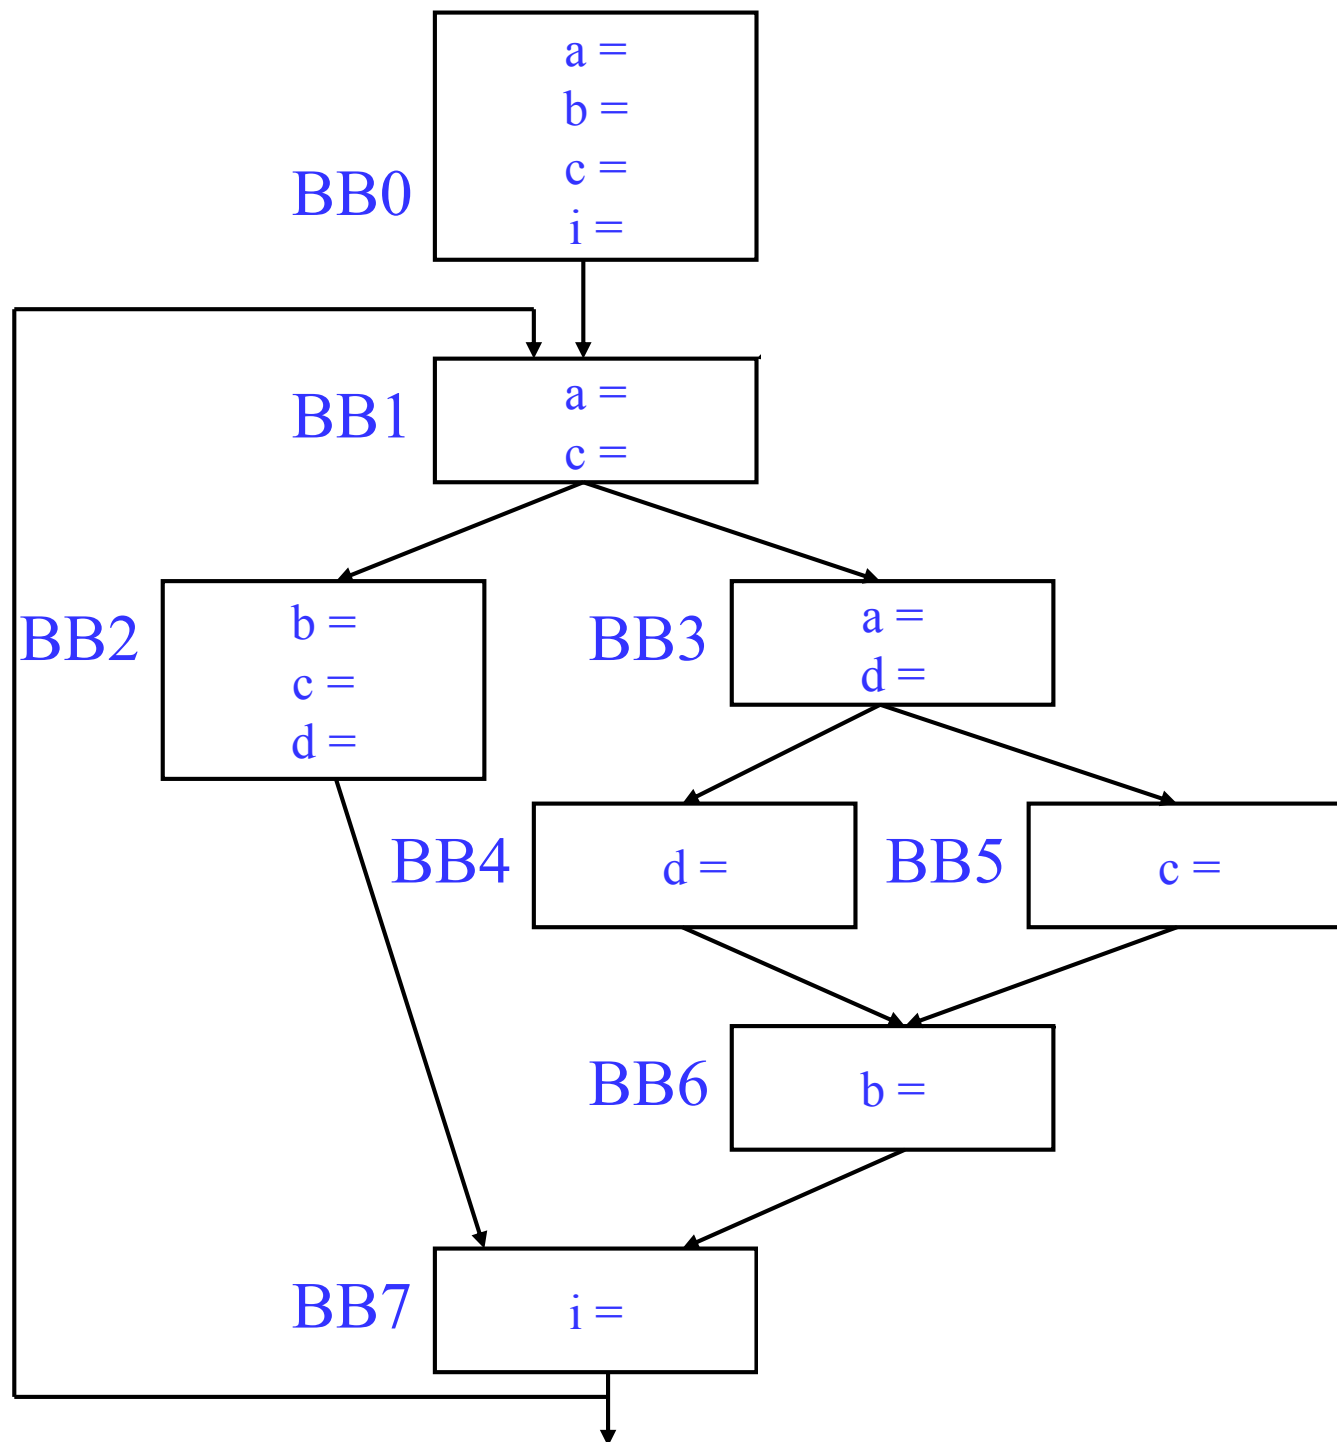 a =
b =
c =
BB0
i =
BB1
a =
c =
BB2
b =
c =
d =
BB3
a =
d =
BB4
d =
BB5
c =
BB6
b =
BB7
i =